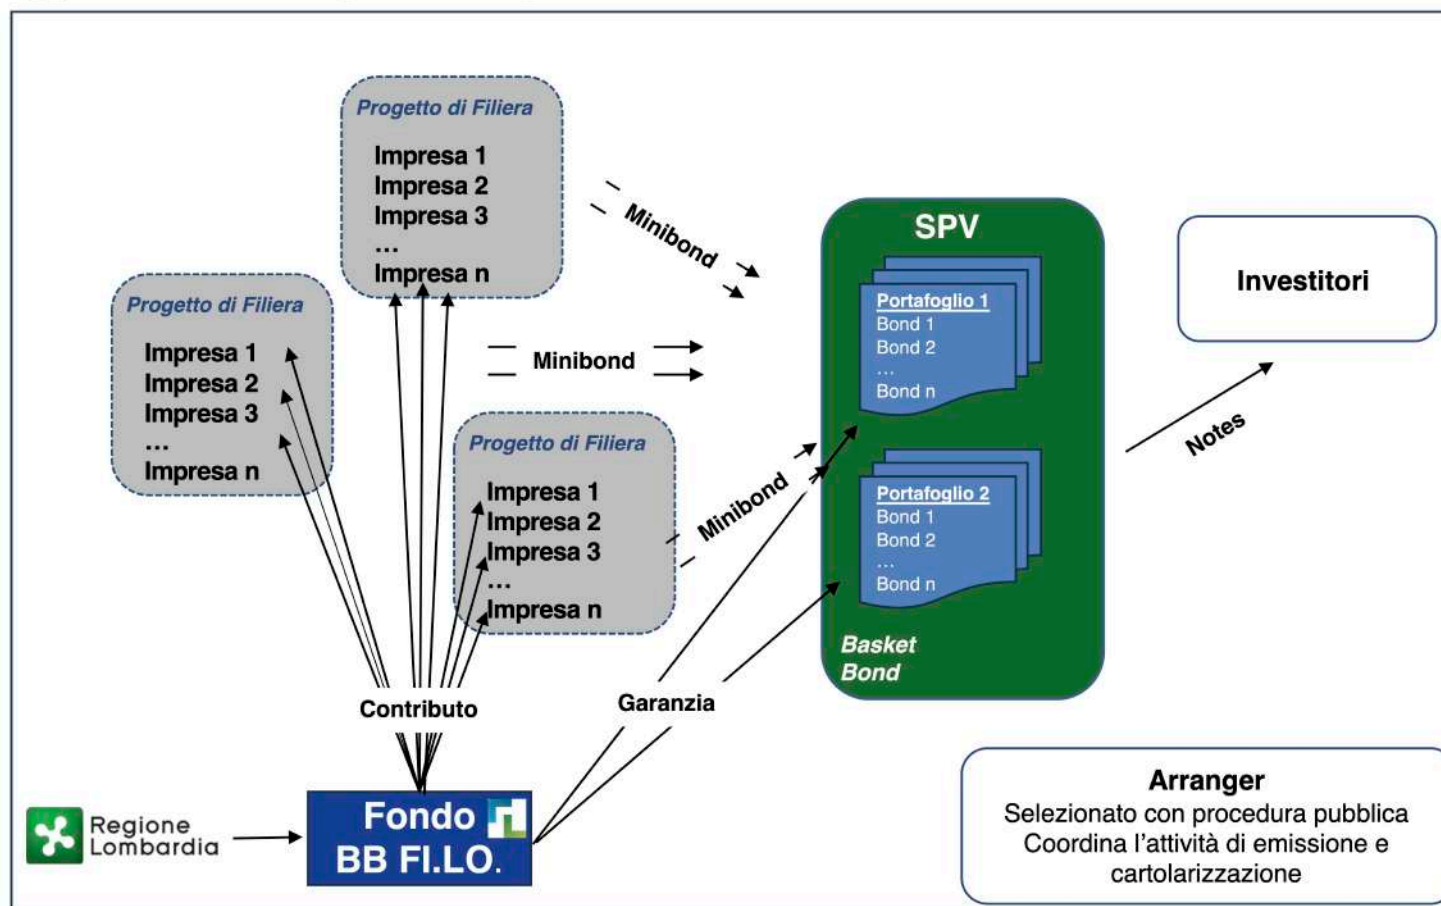 Progetto di Filiera
Impresa 1
Impresa 2
Impresa 3
...
Impresa n
Progetto di Filiera
Impresa 1
Impresa 2
Impresa 3
...
Impresa n
Progetto di Filiera
Impresa 1
Impresa 2
Impresa 3
...
Impresa n
Minibond
Minibond
Minibond
SPV
Portafoglio 1
Bond 1
Bond 2
...
Bond n
Portafoglio 2
Bond 1
Bond 2
...
Bond n
Basket
Bond
Investitori
Notes
Contributo
Garanzia
Regione
Lombardia
Fondo
BB FI.LO.
Arranger
Selezionato con procedura pubblica
Coordina l'attività di emissione e
cartolarizzazione